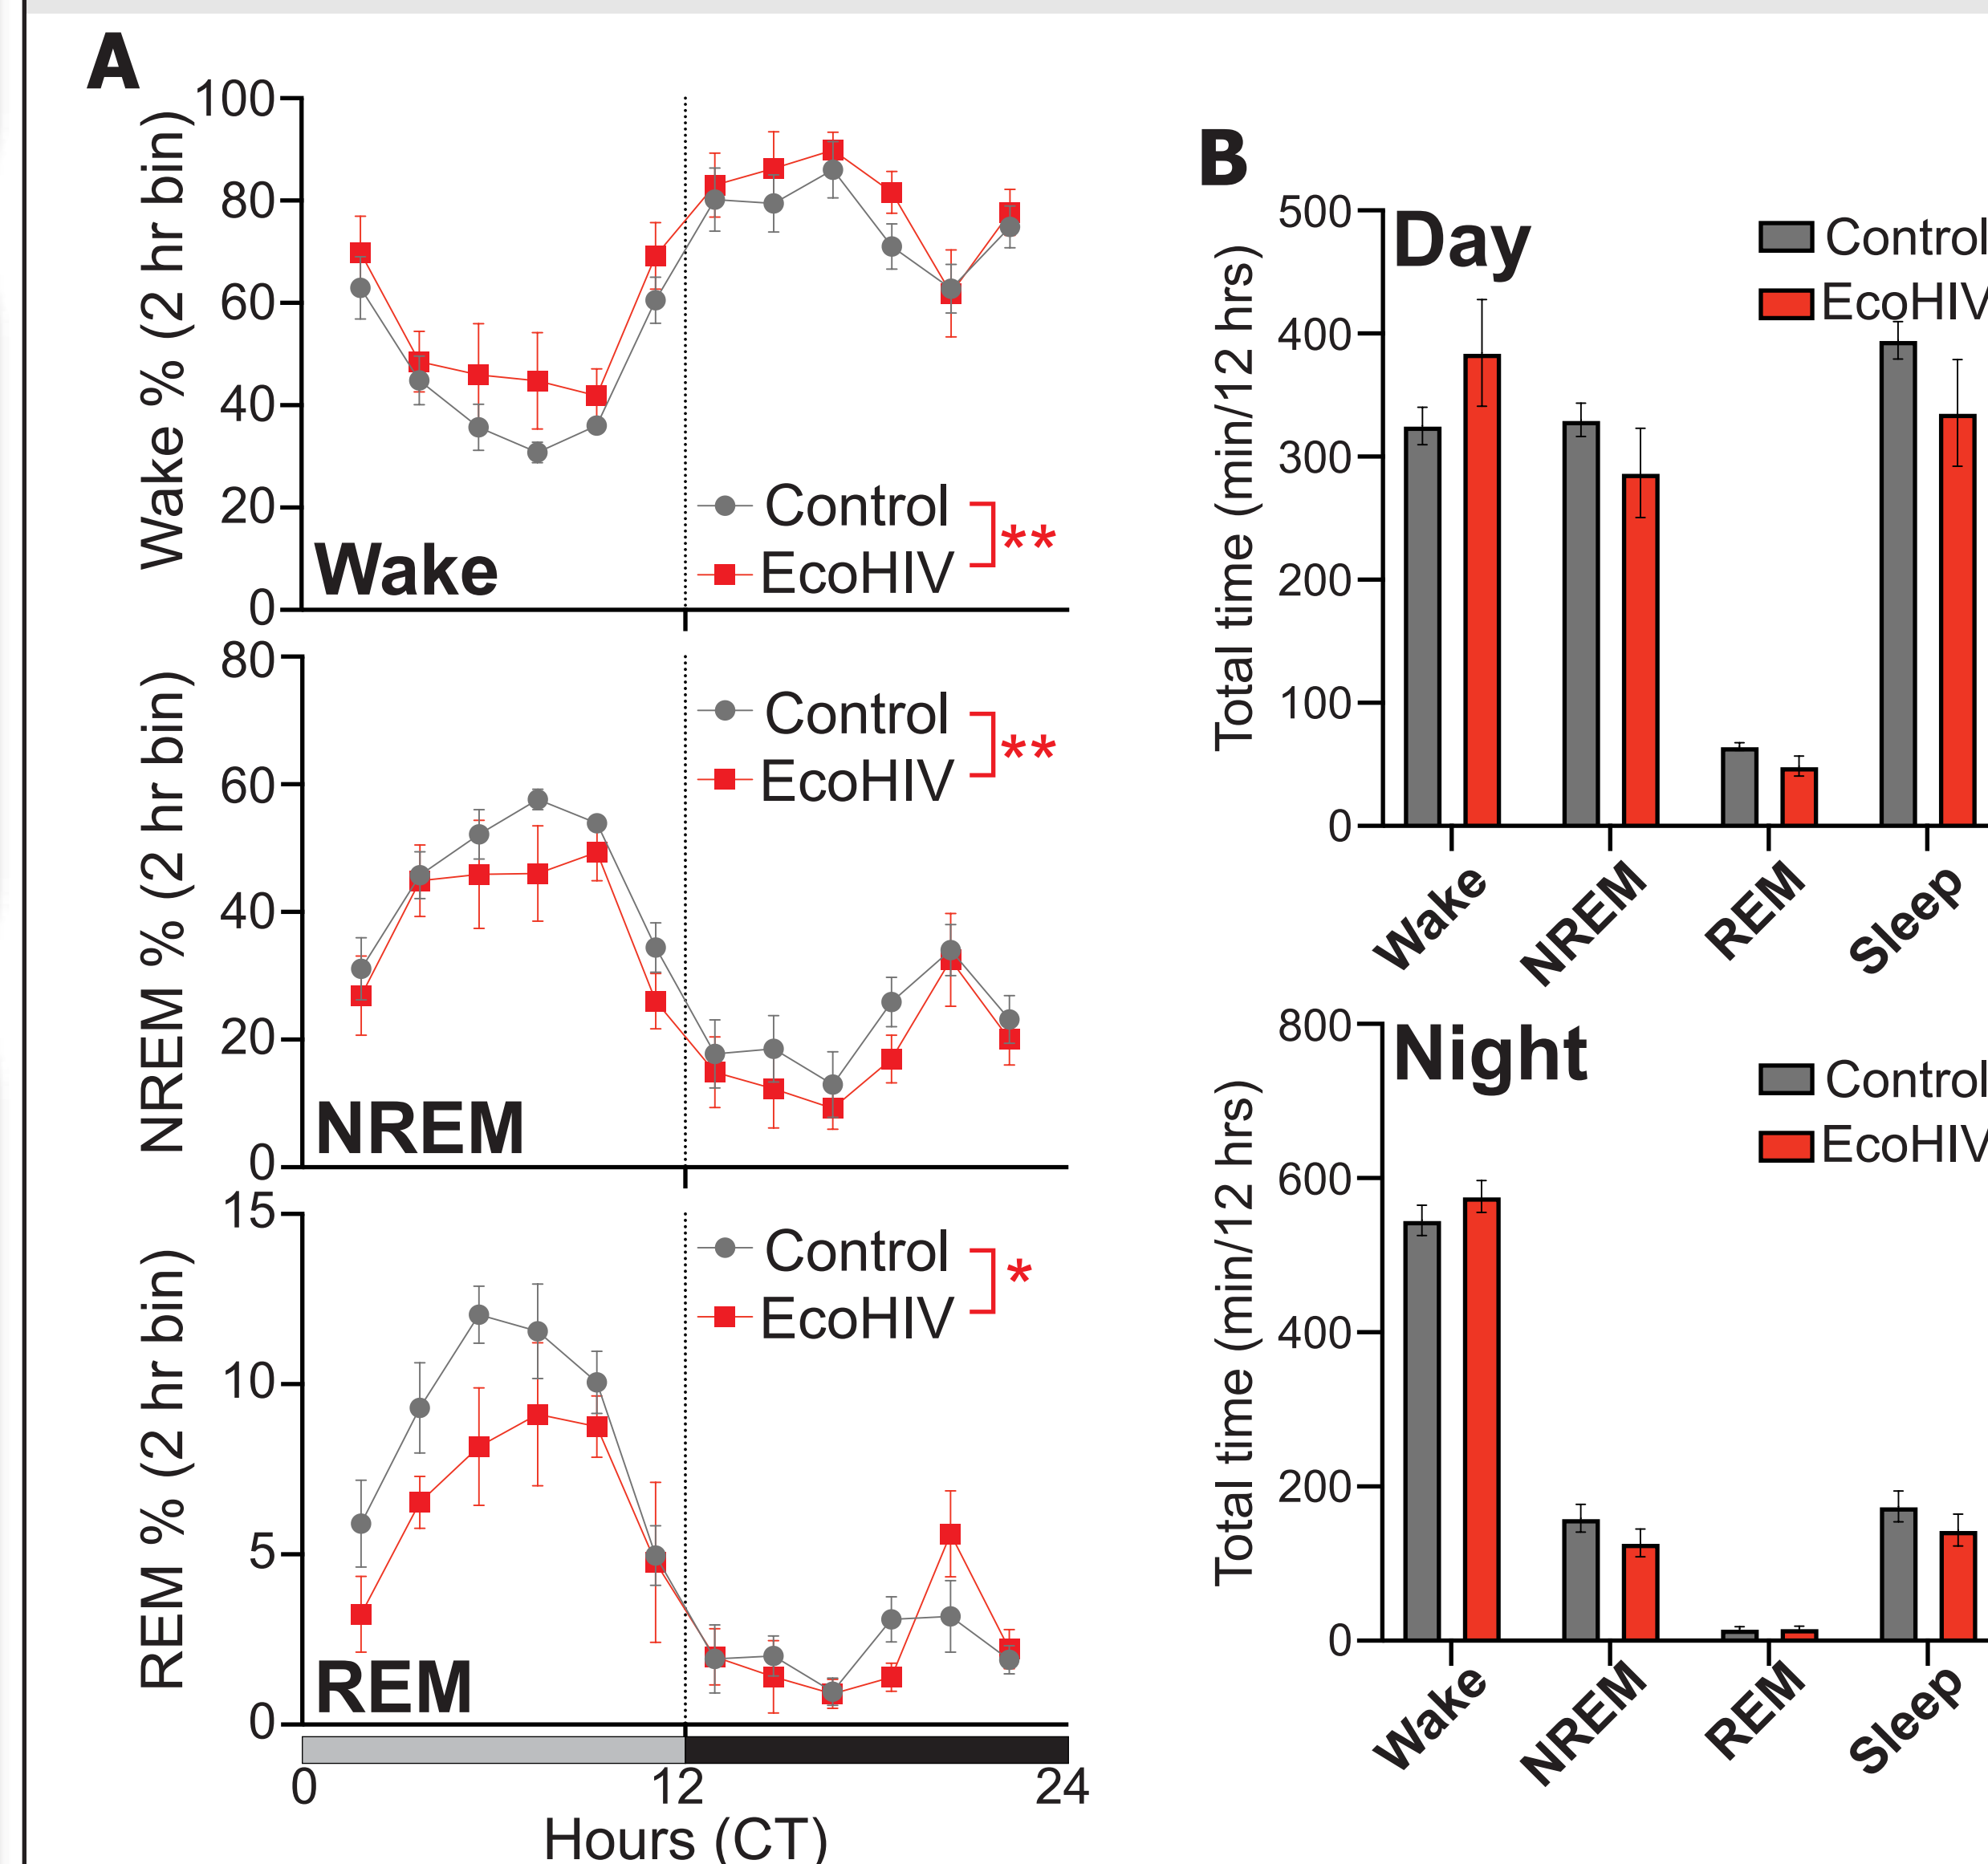 A
Wake % (2 hr bin)
100
80
60
40
20
0
Wake
Control
EcoHIV
**
NREM % (2 hr bin)
80
60
40
20
0
NREM
Control
EcoHIV
**
REM % (2 hr bin)
15
10
5
0
REM
Control
EcoHIV
*
0 12 24
Hours (CT)
B
Total time (min/12 hrs)
500
400
300
200
100
0
Day
Control
EcoHIV
Wake NREM REM Sleep
Total time (min/12 hrs)
800
600
400
200
0
Night
Control
EcoHIV
Wake NREM REM Sleep